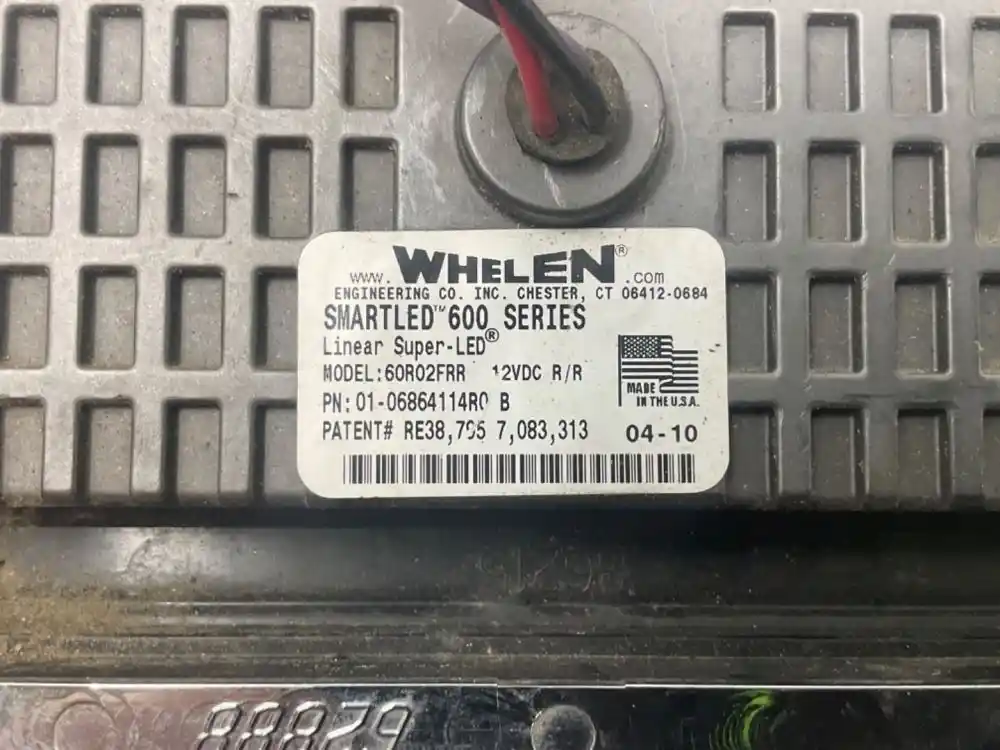 www. WHELEN® .com
ENGINEERING CO. INC. CHESTER, CT 06412-0684
SMARTLED™ 600 SERIES
Linear Super-LED®
MODEL: 60R02FRR 12VDC R/R
PN: 01-06864114R0 B
MADE IN THE U.S.A.
PATENT# RE38,795 7,083,313 04-10